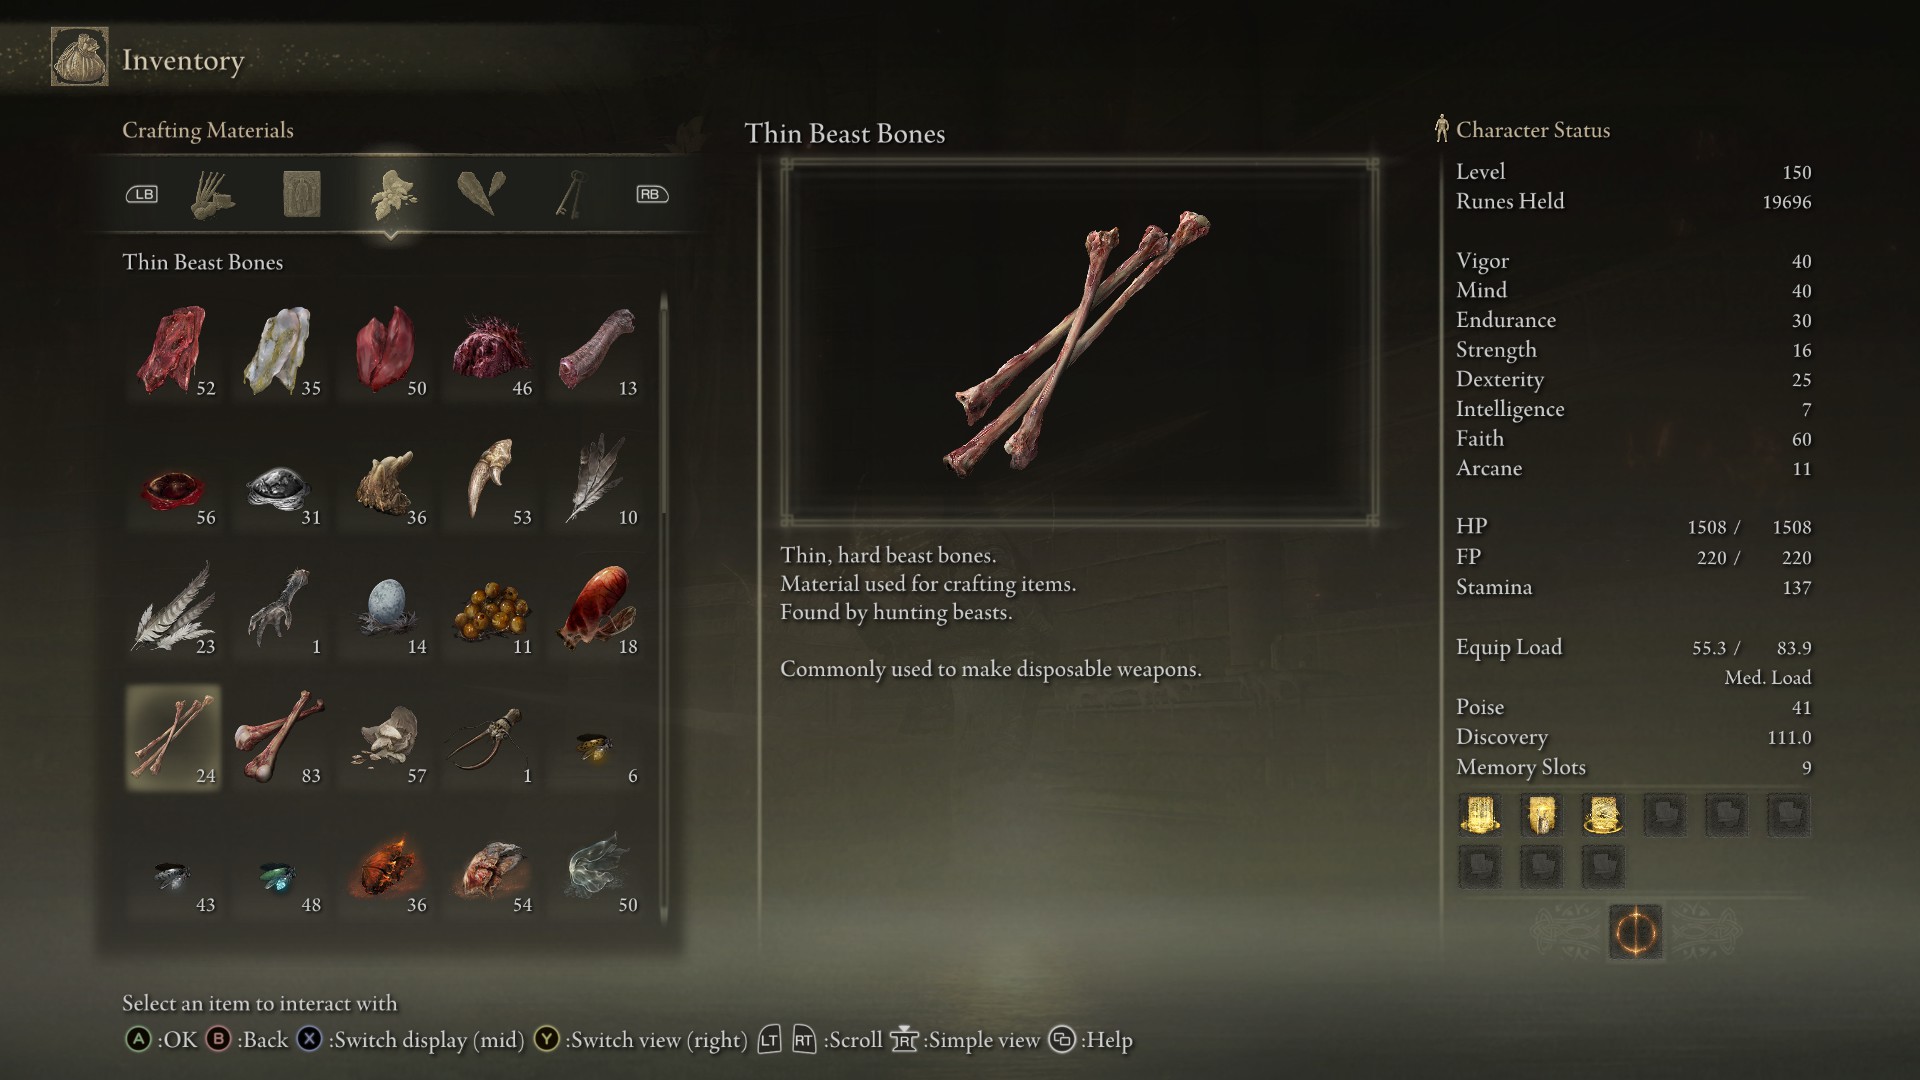 Inventory
Crafting Materials
LB
RB
Thin Beast Bones
52 35 50 46 13
56 31 36 53 10
23 1 14 11 18
24 83 57 1 6
43 48 36 54 50
Thin Beast Bones
Thin, hard beast bones.
Material used for crafting items.
Found by hunting beasts.
Commonly used to make disposable weapons.
Character Status
Level 150
Runes Held 19696
Vigor 40
Mind 40
Endurance 30
Strength 16
Dexterity 25
Intelligence 7
Faith 60
Arcane 11
HP 1508 / 1508
FP 220 / 220
Stamina 137
Equip Load 55.3 / 83.9
Med. Load
Poise 41
Discovery 111.0
Memory Slots 9
Select an item to interact with
A :OK B :Back X :Switch display (mid) Y :Switch view (right) LT RT :Scroll R :Simple view :Help